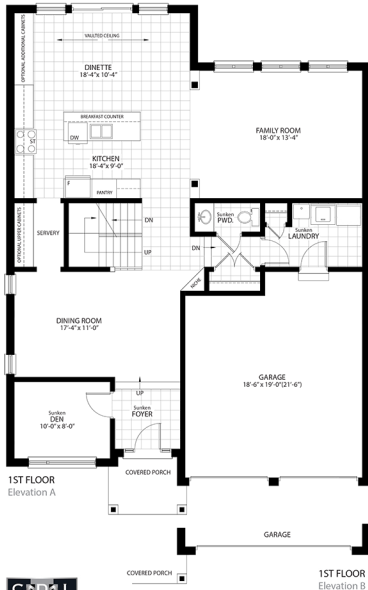 OPTIONAL ADDITIONAL CABINETS
VAULTED CEILING
DINETTE
18'-4"x 10'-4"
BREAKFAST COUNTER
DW
ST
KITCHEN
18'-4"x 9'-0"
F
PANTRY
FAMILY ROOM
18'-0"x 13'-4"
OPTIONAL UPPER CABINETS
SERVERY
DN
UP
DN
Sunken
PWD.
Sunken
LAUNDRY
NICHE
DINING ROOM
17'-4"x 11'-0"
Sunken
DEN
10'-0"x 8'-0"
UP
Sunken
FOYER
GARAGE
18'-6"x 19'-0"(21'-6")
1ST FLOOR
Elevation A
COVERED PORCH
GARAGE
COVERED PORCH
1ST FLOOR
Elevation B